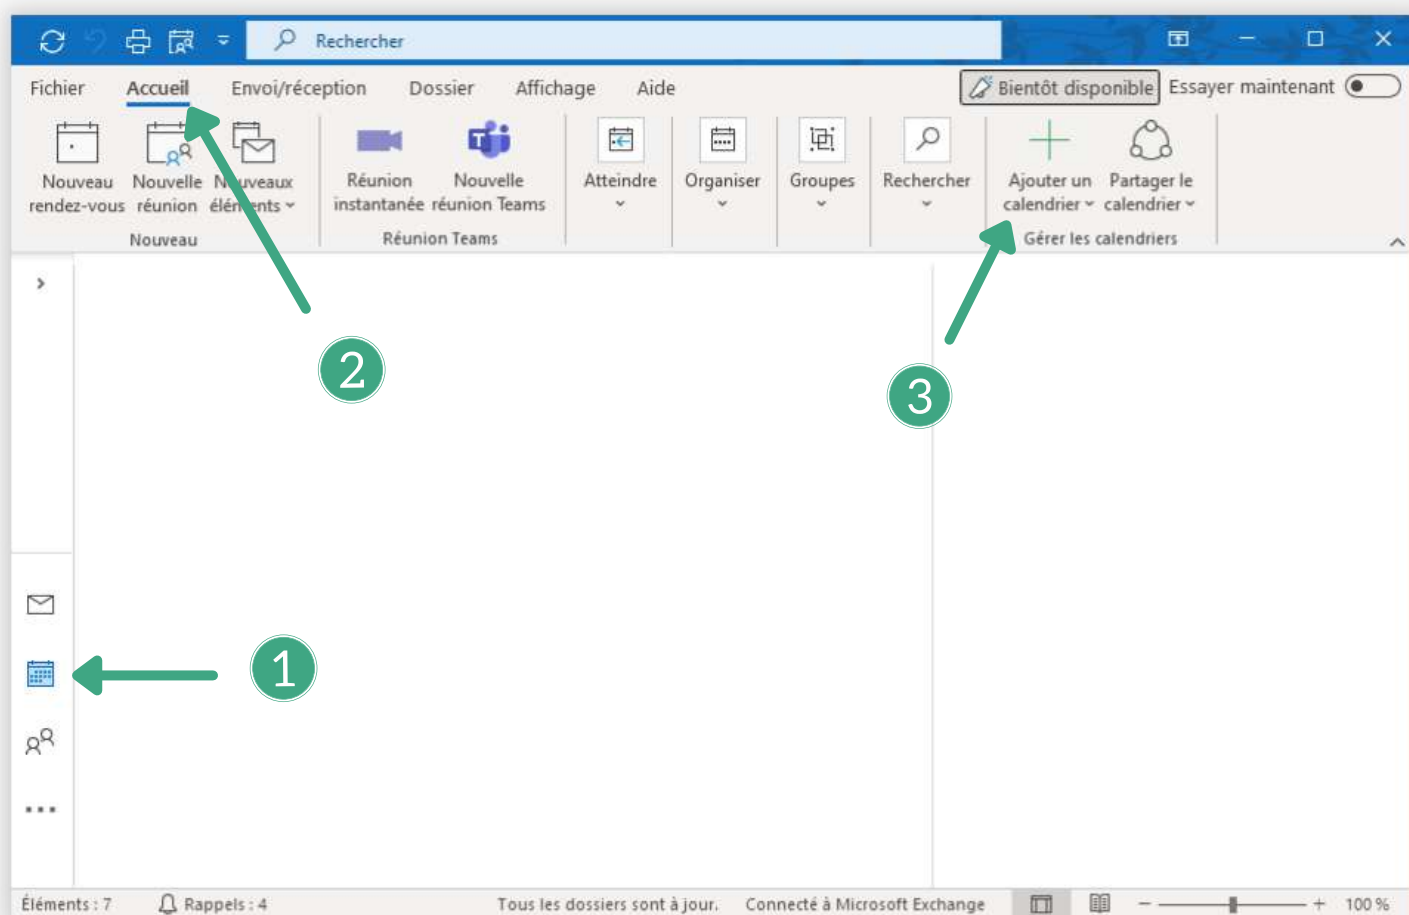 Rechercher
Fichier Accueil Envoi/réception Dossier Affichage Aide Bientôt disponible Essayer maintenant
Nouveau rendez-vous
Nouvelle réunion
Nouveaux éléments
Nouveau
Réunion instantanée
Nouvelle réunion Teams
Réunion Teams
Atteindre
Organiser
Groupes
Rechercher
Ajouter un calendrier
Partager le calendrier
Gérer les calendriers
2
3
1
Éléments : 7 Rappels : 4 Tous les dossiers sont à jour. Connecté à Microsoft Exchange 100 %